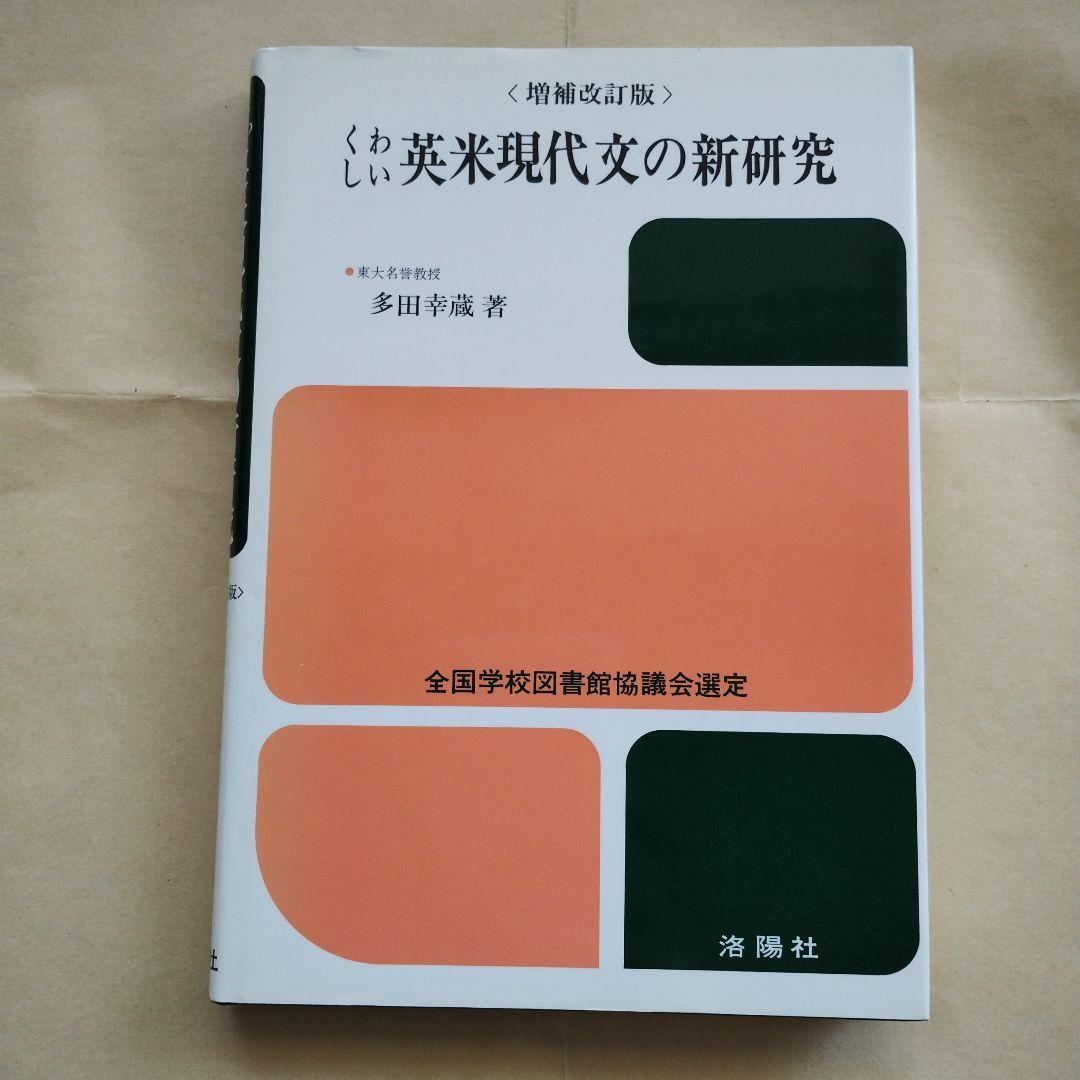 〈増補改訂版〉
くわしい 英米現代文の新研究
●東大名誉教授
多田幸蔵 著
全国学校図書館協議会選定
洛陽社
版〉
社